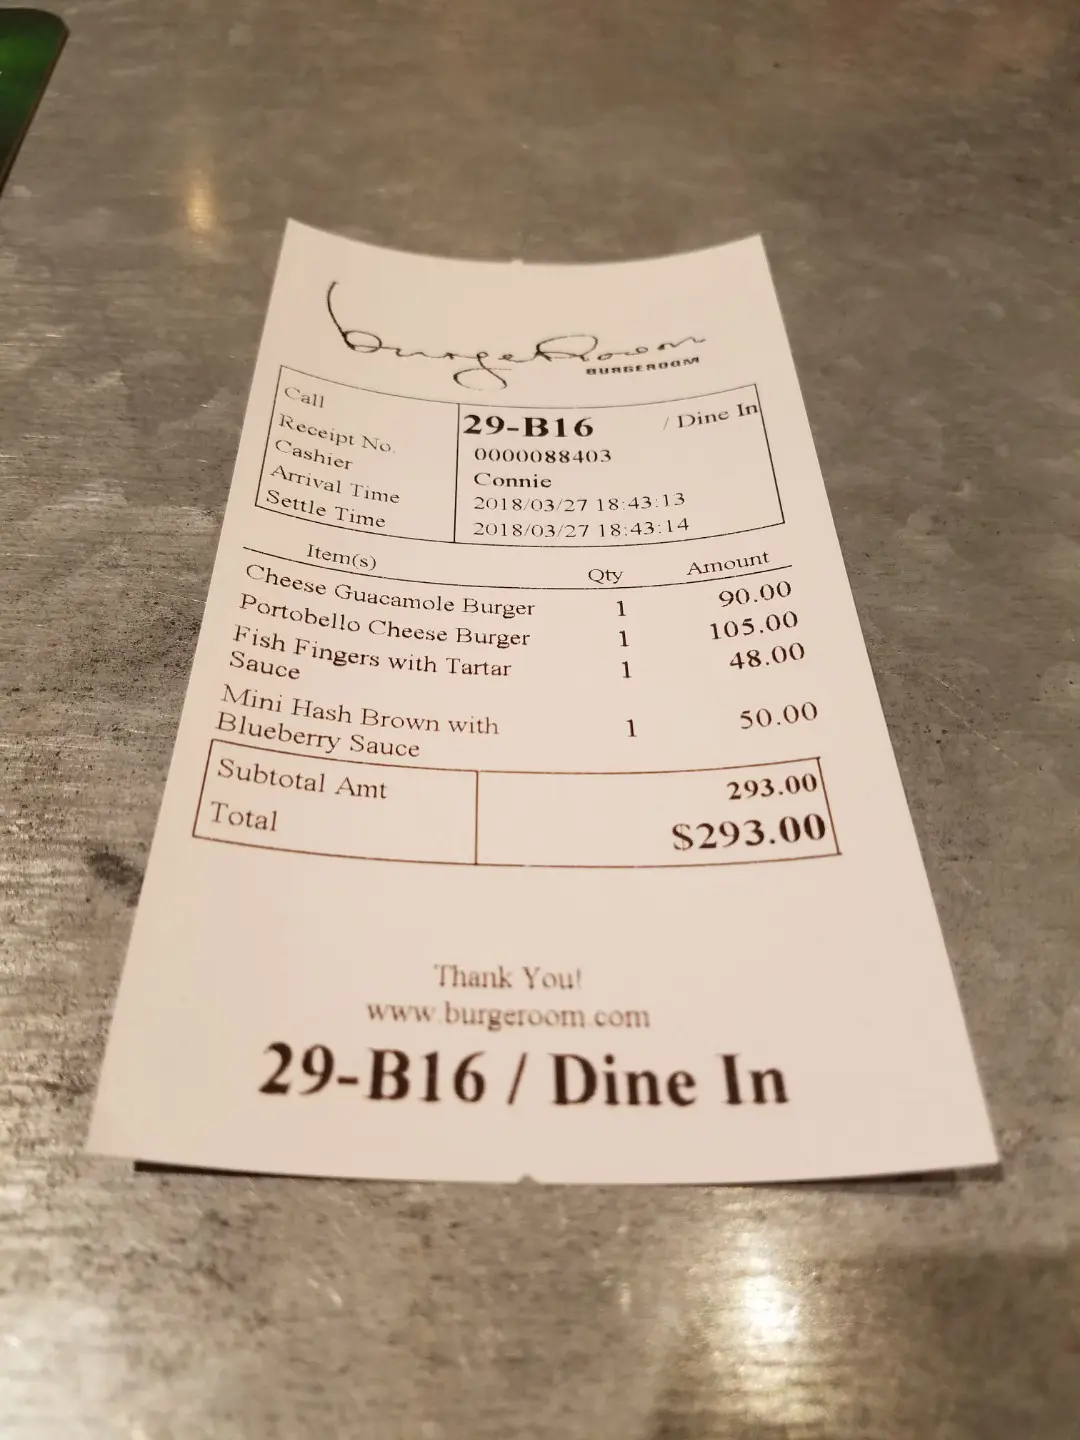 burgeRoom
BURGEROOM
Call 29-B16 / Dine In
Receipt No. 0000088403
Cashier Connie
Arrival Time 2018/03/27 18:43:13
Settle Time 2018/03/27 18:43:14
Item(s) Qty Amount
Cheese Guacamole Burger 1 90.00
Portobello Cheese Burger 1 105.00
Fish Fingers with Tartar 1 48.00
Sauce
Mini Hash Brown with 1 50.00
Blueberry Sauce
Subtotal Amt 293.00
Total $293.00
Thank You!
www.burgeroom.com
29-B16 / Dine In